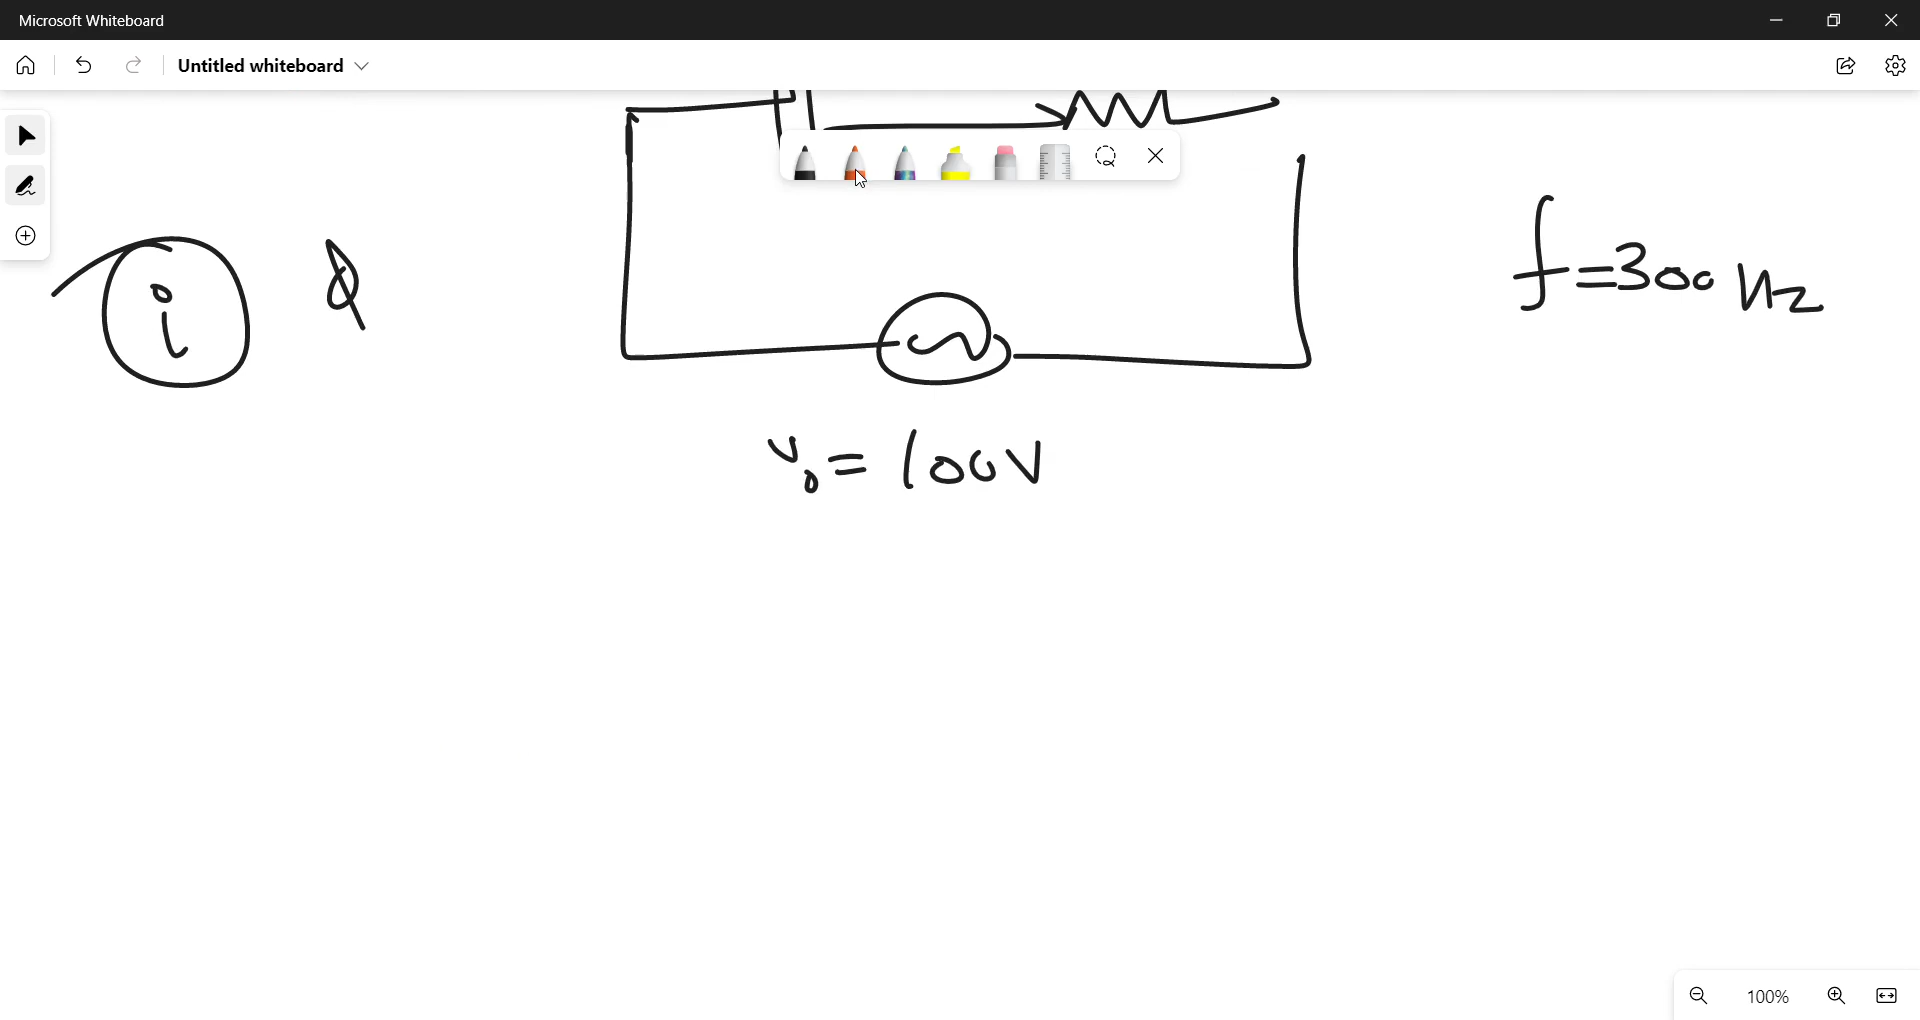 Microsoft Whiteboard
Untitled whiteboard
i
f=300 Hz
V₀ = 100V
100%